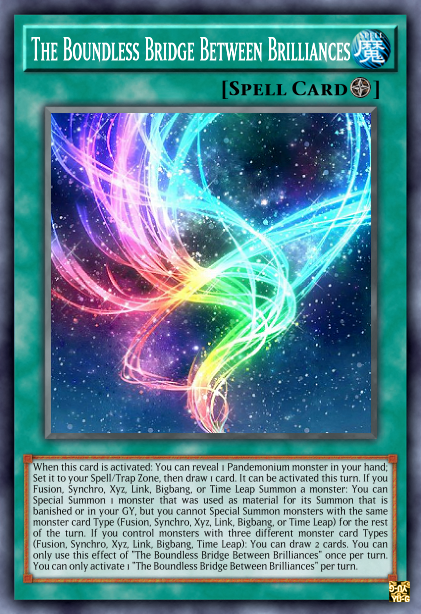 The Boundless Bridge Between Brilliances
SPELL
魔
[Spell Card]
When this card is activated: You can reveal 1 Pandemonium monster in your hand;
Set it to your Spell/Trap Zone, then draw 1 card. It can be activated this turn. If you
Fusion, Synchro, Xyz, Link, Bigbang, or Time Leap Summon a monster: You can
Special Summon 1 monster that was used as material for its Summon that is
banished or in your GY, but you cannot Special Summon monsters with the same
monster card Type (Fusion, Synchro, Xyz, Link, Bigbang, or Time Leap) for the rest
of the turn. If you control monsters with three different monster card Types
(Fusion, Synchro, Xyz, Link, Bigbang, Time Leap): You can draw 2 cards. You can
only use this effect of "The Boundless Bridge Between Brilliances" once per turn.
You can only activate 1 "The Boundless Bridge Between Brilliances" per turn.